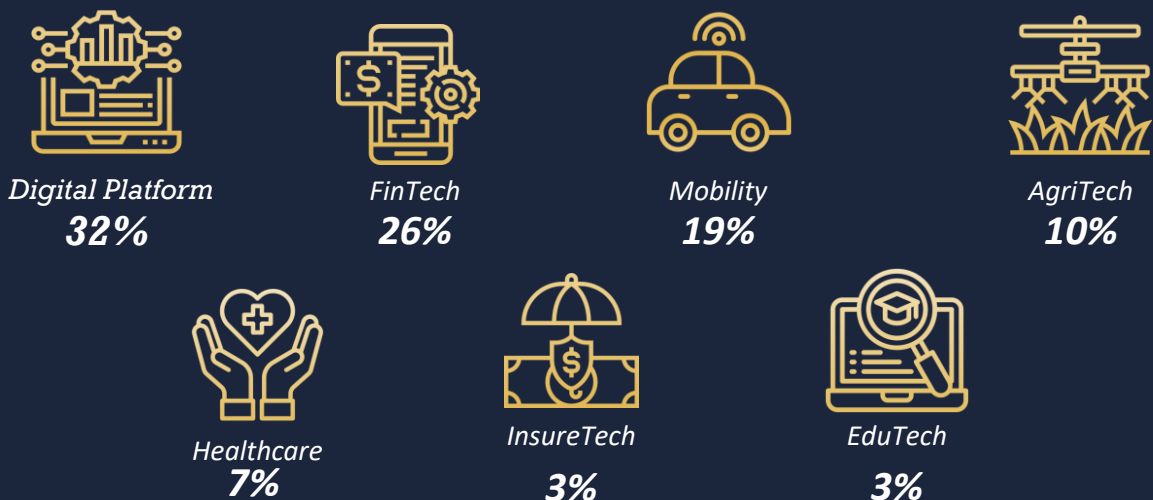 Digital Platform
32%
FinTech
26%
Mobility
19%
AgriTech
10%
Healthcare
7%
InsureTech
3%
EduTech
3%